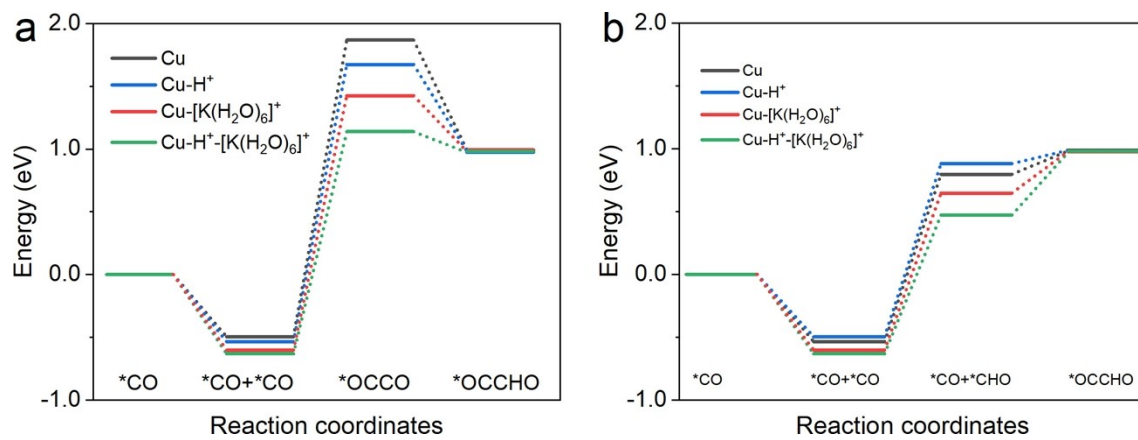 a
2.0
1.0
0.0
-1.0
Energy (eV)
Cu
Cu-H⁺
Cu-[K(H₂O)₆]⁺
Cu-H⁺-[K(H₂O)₆]⁺
*CO
*CO+*CO
*OCCO
*OCCHO
Reaction coordinates
b
2.0
1.0
0.0
-1.0
Energy (eV)
Cu
Cu-H⁺
Cu-[K(H₂O)₆]⁺
Cu-H⁺-[K(H₂O)₆]⁺
*CO
*CO+*CO
*CO+*CHO
*OCCHO
Reaction coordinates